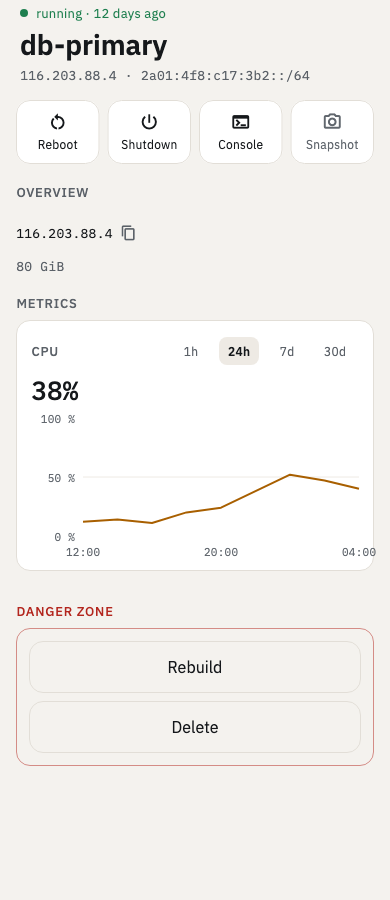 running · 12 days ago
db-primary
116.203.88.4 · 2a01:4f8:c17:3b2::/64
Reboot Shutdown Console Snapshot
OVERVIEW
116.203.88.4
80 GiB
METRICS
CPU 1h 24h 7d 30d
38%
100 %
50 %
0 %
12:00 20:00 04:00
DANGER ZONE
Rebuild
Delete